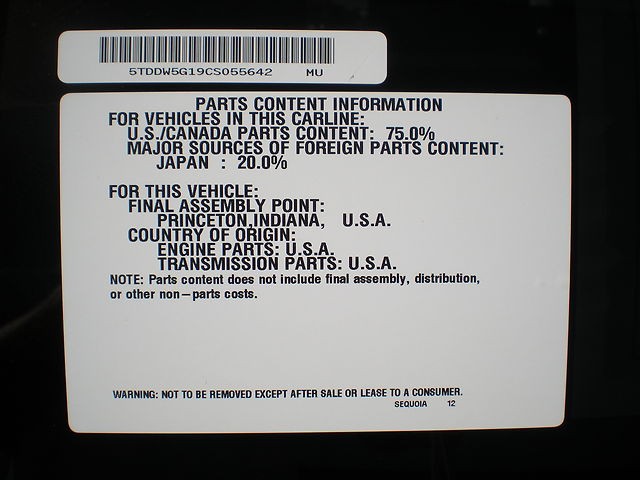 5TDDW5G19CS055642 MU
PARTS CONTENT INFORMATION
FOR VEHICLES IN THIS CARLINE:
U.S./CANADA PARTS CONTENT: 75.0%
MAJOR SOURCES OF FOREIGN PARTS CONTENT:
JAPAN : 20.0%
FOR THIS VEHICLE:
FINAL ASSEMBLY POINT:
PRINCETON,INDIANA, U.S.A.
COUNTRY OF ORIGIN:
ENGINE PARTS: U.S.A.
TRANSMISSION PARTS: U.S.A.
NOTE: Parts content does not include final assembly, distribution,
or other non－parts costs.
WARNING: NOT TO BE REMOVED EXCEPT AFTER SALE OR LEASE TO A CONSUMER.
SEQUOIA 12